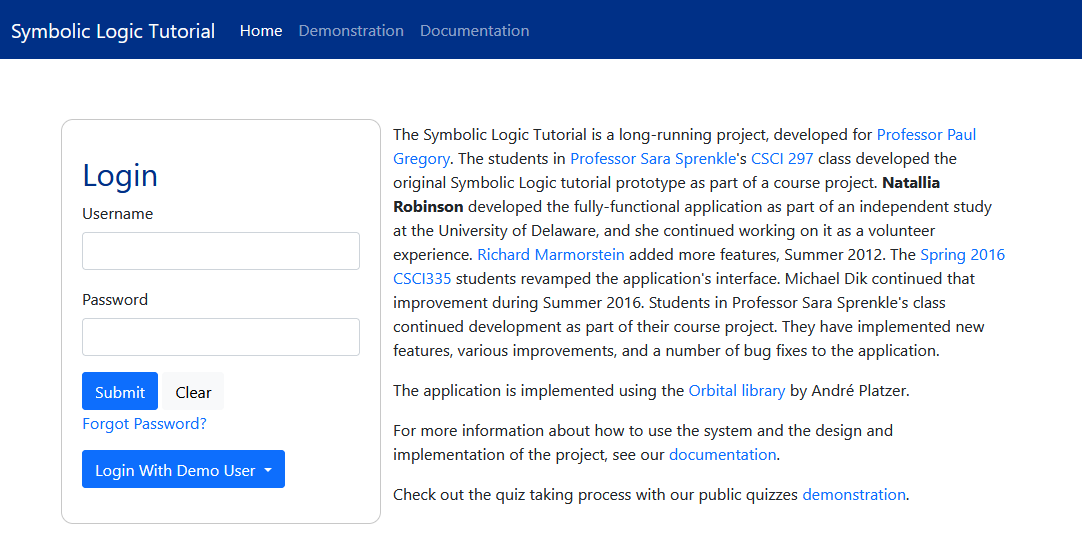 Symbolic Logic Tutorial Home Demonstration Documentation
Login
Username
Password
Submit Clear
Forgot Password?
Login With Demo User
The Symbolic Logic Tutorial is a long-running project, developed for Professor Paul
Gregory. The students in Professor Sara Sprenkle's CSCI 297 class developed the
original Symbolic Logic tutorial prototype as part of a course project. Natallia
Robinson developed the fully-functional application as part of an independent study
at the University of Delaware, and she continued working on it as a volunteer
experience. Richard Marmorstein added more features, Summer 2012. The Spring 2016
CSCI335 students revamped the application's interface. Michael Dik continued that
improvement during Summer 2016. Students in Professor Sara Sprenkle's class
continued development as part of their course project. They have implemented new
features, various improvements, and a number of bug fixes to the application.
The application is implemented using the Orbital library by André Platzer.
For more information about how to use the system and the design and
implementation of the project, see our documentation.
Check out the quiz taking process with our public quizzes demonstration.